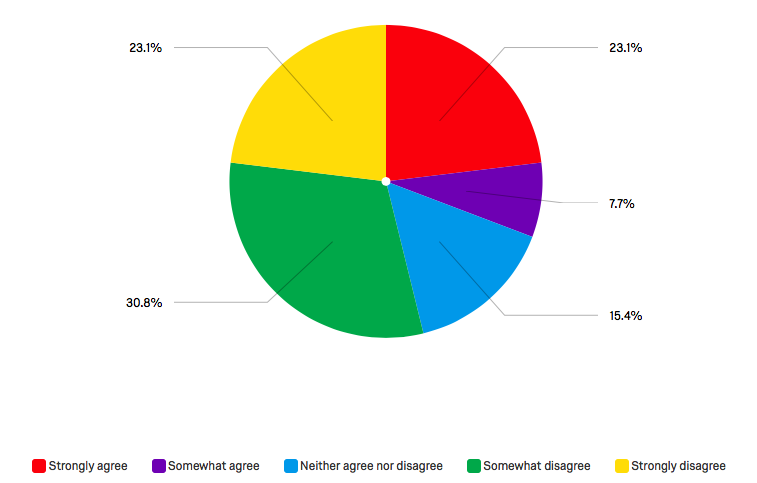 23.1%
23.1%
7.7%
30.8%
15.4%
Strongly agree
Somewhat agree
Neither agree nor disagree
Somewhat disagree
Strongly disagree